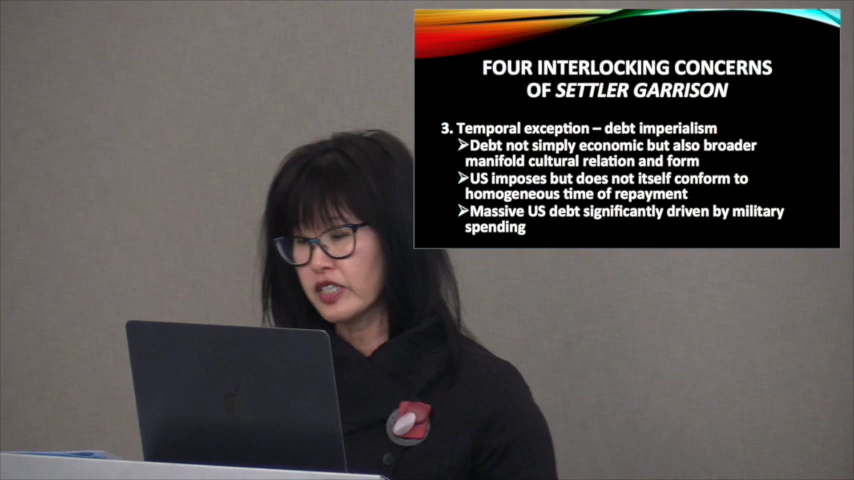 FOUR INTERLOCKING CONCERNS
OF SETTLER GARRISON
3. Temporal exception – debt imperialism
➢Debt not simply economic but also broader
manifold cultural relation and form
➢US imposes but does not itself conform to
homogeneous time of repayment
➢Massive US debt significantly driven by military
spending